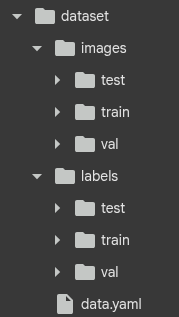 dataset
images
test
train
val
labels
test
train
val
data.yaml